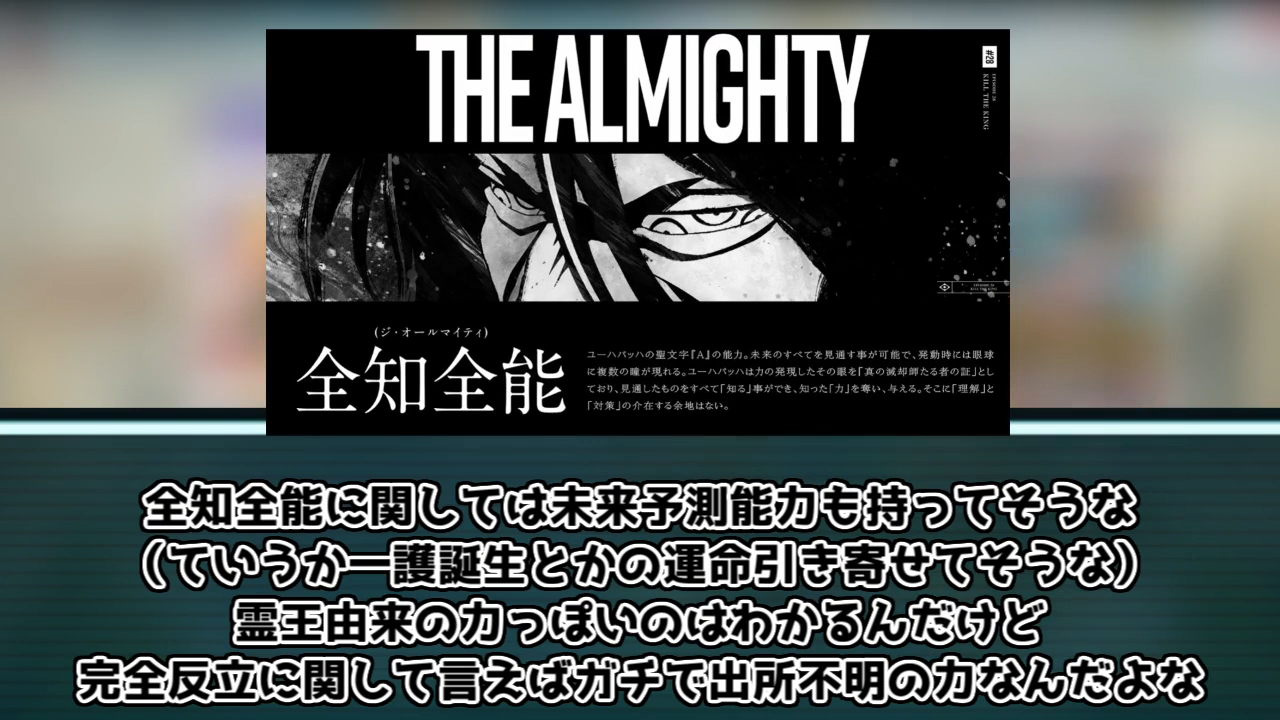 THE ALMIGHTY
#28
EPISODE 28
KILL THE KING
EPISODE 28
KILL THE KING
(ジ・オールマイティ)
全知全能
ユーハバッハの聖文字『A』の能力。未来のすべてを見通す事が可能で、発動時には眼球
に複数の瞳が現れる。ユーハバッハは力の発現したその眼を『真の滅却師たる者の証』とし
ており、見通したものをすべて「知る」事ができ、知った「力」を奪い、与える。そこに「理解」と
「対策」の介在する余地はない。
全知全能に関しては未来予測能力も持ってそうな
（ていうか一護誕生とかの運命引き寄せてそうな）
霊王由来の力っぽいのはわかるんだけど
完全反立に関して言えばガチで出所不明の力なんだよな